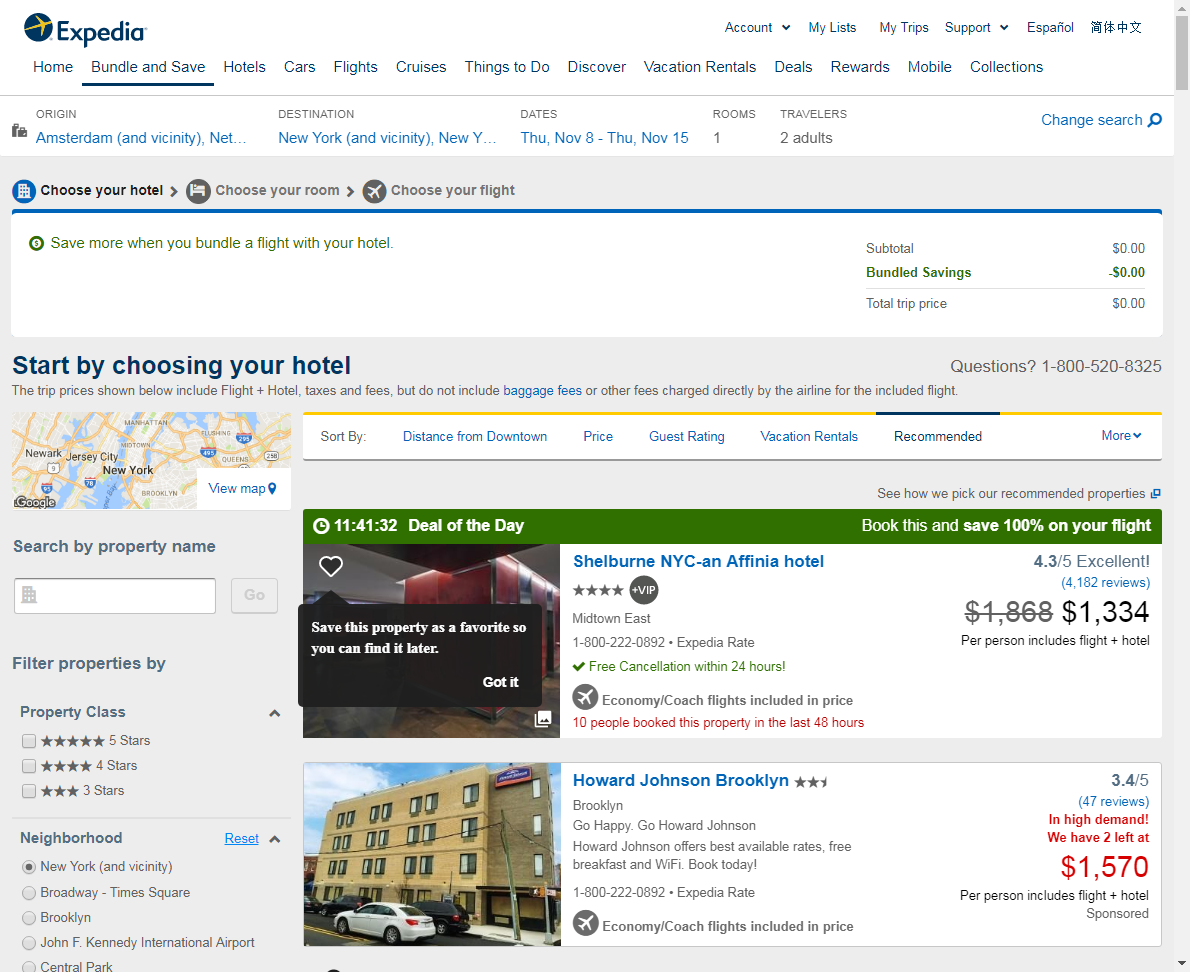 Expedia
Account My Lists My Trips Support Español 简体中文
Home Bundle and Save Hotels Cars Flights Cruises Things to Do Discover Vacation Rentals Deals Rewards Mobile Collections
ORIGIN DESTINATION DATES ROOMS TRAVELERS
Amsterdam (and vicinity), Net... New York (and vicinity), New Y... Thu, Nov 8 - Thu, Nov 15 1 2 adults
Change search
Choose your hotel Choose your room Choose your flight
Save more when you bundle a flight with your hotel.
Subtotal $0.00
Bundled Savings -$0.00
Total trip price $0.00
Start by choosing your hotel
Questions? 1-800-520-8325
The trip prices shown below include Flight + Hotel, taxes and fees, but do not include baggage fees or other fees charged directly by the airline for the included flight.
MANHATTAN
FLUSHING
295
MIDTOWN
495
Newark
Jersey City
QUEENS
25B
9
New York
95
78
BROOKLYN
Google
View map
Search by property name
Go
Filter properties by
Property Class
5 Stars
4 Stars
3 Stars
Neighborhood Reset
New York (and vicinity)
Broadway - Times Square
Brooklyn
John F. Kennedy International Airport
Central Park
Sort By: Distance from Downtown Price Guest Rating Vacation Rentals Recommended More
See how we pick our recommended properties
11:41:32 Deal of the Day Book this and save 100% on your flight
Save this property as a favorite so
you can find it later.
Got it
Shelburne NYC-an Affinia hotel
+VIP
Midtown East
1-800-222-0892 • Expedia Rate
Free Cancellation within 24 hours!
Economy/Coach flights included in price
10 people booked this property in the last 48 hours
4.3/5 Excellent!
(4,182 reviews)
$1,868 $1,334
Per person includes flight + hotel
Howard Johnson Brooklyn
Brooklyn
Go Happy. Go Howard Johnson
Howard Johnson offers best available rates, free
breakfast and WiFi. Book today!
1-800-222-0892 • Expedia Rate
Economy/Coach flights included in price
3.4/5
(47 reviews)
In high demand!
We have 2 left at
$1,570
Per person includes flight + hotel
Sponsored